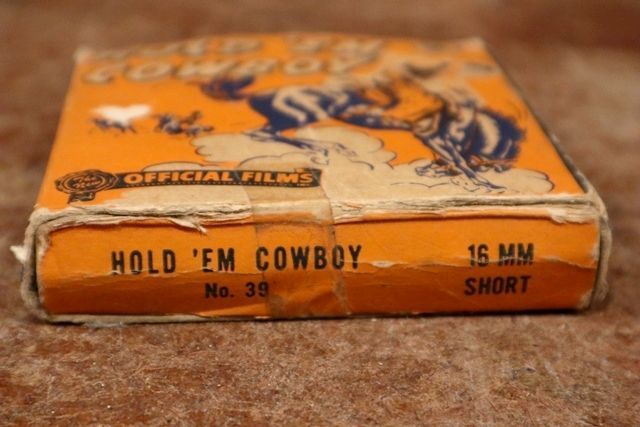 HOLD 'EM
COWBOY
OFFICIAL FILMS
HOLD 'EM COWBOY
16 MM
No. 39
SHORT